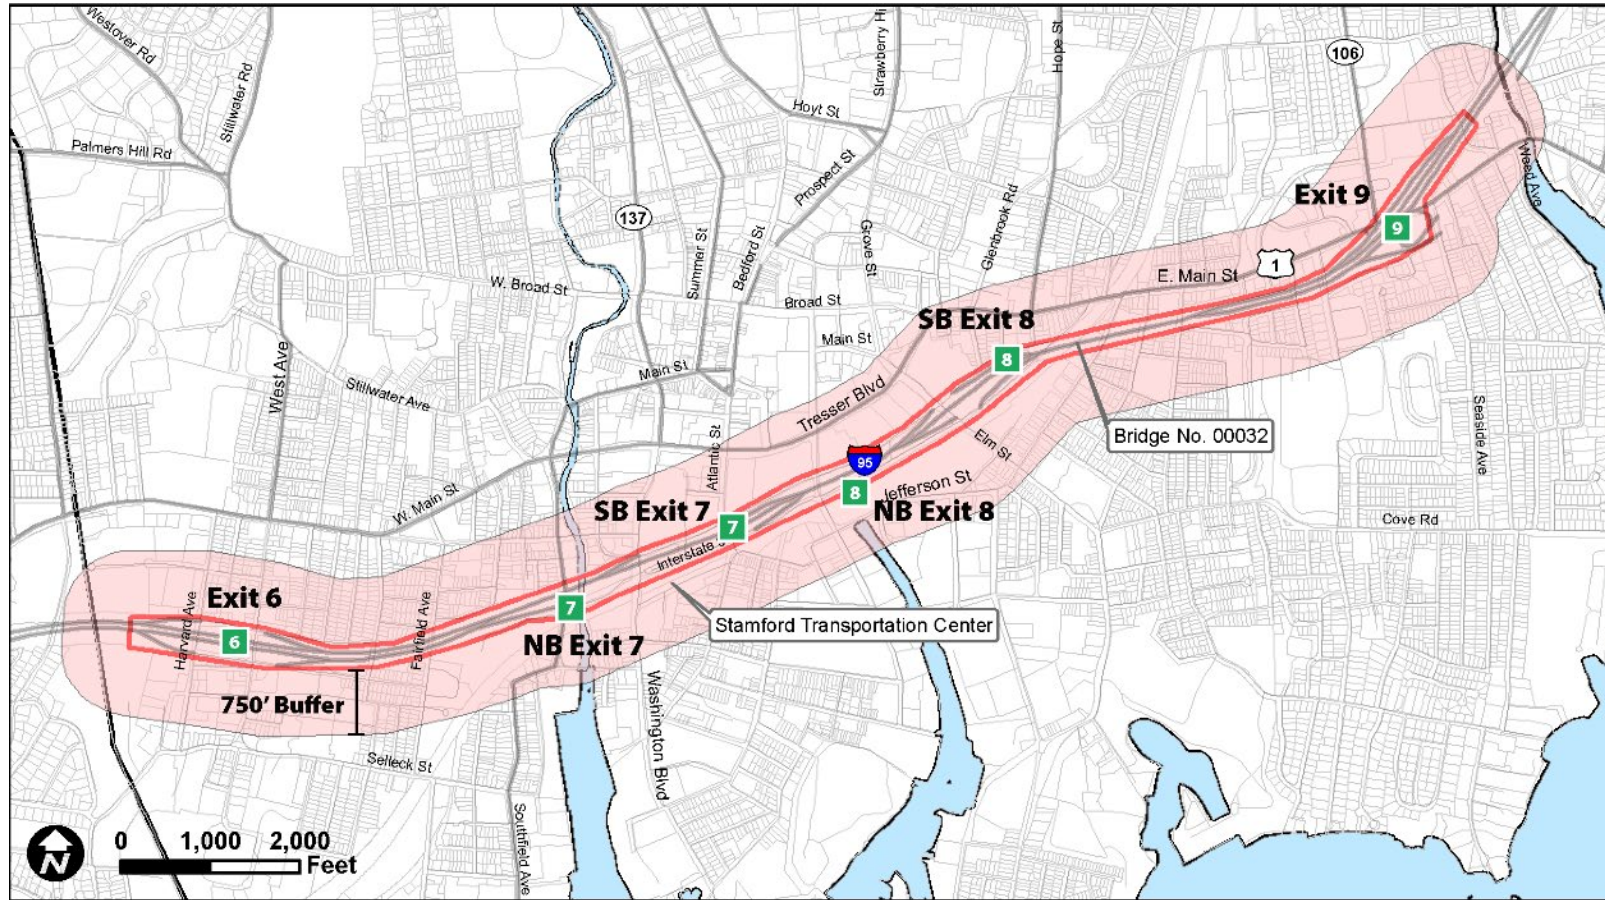 Westover Rd
Stillwater Rd
Palmers Hill Rd
137
Hoyt St
Strawberry Hi
Hope St
106
Prospect St
Grove St
Glenbrook Rd
Weed Ave
Exit 9
9
1
E. Main St
W. Broad St
Summer St
Bedford St
Broad St
Main St
SB Exit 8
8
West Ave
Stillwater Ave
Main St
Tresser Blvd
Atlantic St
Elm St
Bridge No. 00032
Seaside Ave
95
8
Jefferson St
NB Exit 8
W. Main St
SB Exit 7
7
Interstate
Cove Rd
Exit 6
6
Harvard Ave
Fairfield Ave
7
NB Exit 7
Stamford Transportation Center
750' Buffer
Washington Blvd
Selleck St
Southfield Ave
N
0 1,000 2,000
Feet